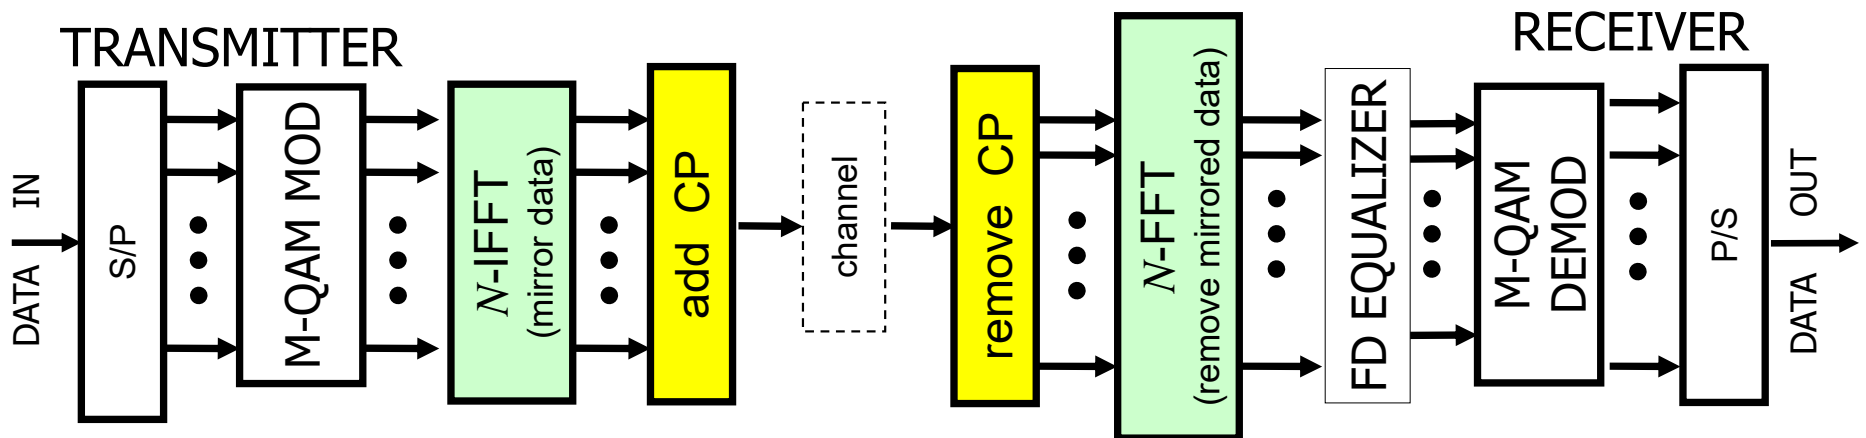 TRANSMITTER
RECEIVER
DATA IN
S/P
M-QAM MOD
N-IFFT
(mirror data)
add CP
channel
remove CP
N-FFT
(remove mirrored data)
FD EQUALIZER
M-QAM
DEMOD
P/S
DATA OUT